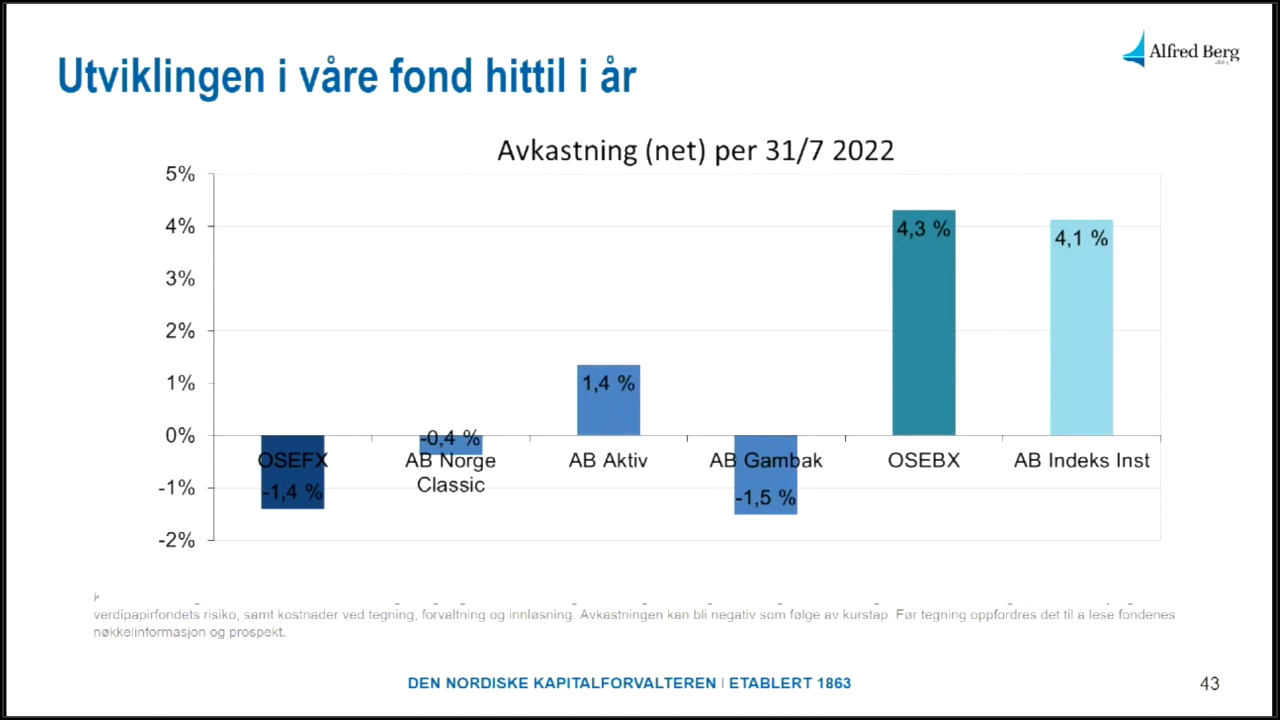 Alfred Berg
Utviklingen i våre fond hittil i år
Avkastning (net) per 31/7 2022
5%
4%
3%
2%
1%
0%
-1%
-2%
4,3 %
4,1 %
1,4 %
-0,4 %
-1,4 %
-1,5 %
OSEFX
AB Norge
Classic
AB Aktiv
AB Gambak
OSEBX
AB Indeks Inst
verdipapirfondets risiko, samt kostnader ved tegning, forvaltning og innløsning. Avkastningen kan bli negativ som følge av kurstap. Før tegning oppfordres det til a lese fondenes
nøkkelinformasjon og prospekt.
DEN NORDISKE KAPITALFORVALTEREN | ETABLERT 1863
43